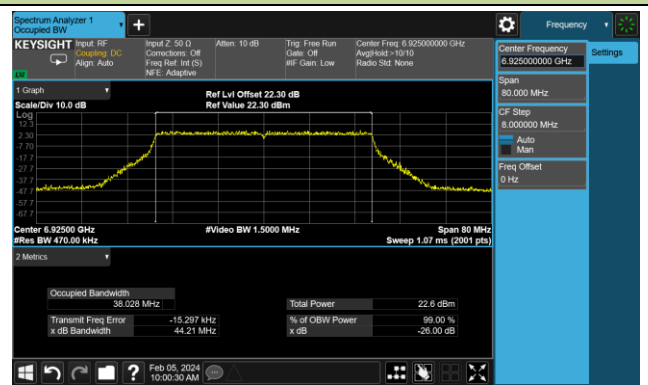 Spectrum Analyzer 1
Occupied BW
Frequency
KEYSIGHT
Input: RF
Coupling: DC
Align: Auto
Input Z: 50 Ω
Corrections: Off
Freq Ref: Int (S)
NFE: Adaptive
Atten: 10 dB
Trig: Free Run
Gate: Off
#IF Gain: Low
Center Freq: 6.925000000 GHz
Avg|Hold:>10/10
Radio Std: None
Center Frequency
6.925000000 GHz
Settings
Span
80.000 MHz
CF Step
8.000000 MHz
Auto
Man
Freq Offset
0 Hz
1 Graph
Scale/Div 10.0 dB
Ref Lvl Offset 22.30 dB
Ref Value 22.30 dBm
Log
12.3
2.30
-7.70
-17.7
-27.7
-37.7
-47.7
-57.7
-67.7
Center 6.92500 GHz
#Res BW 470.00 kHz
#Video BW 1.5000 MHz
Span 80 MHz
Sweep 1.07 ms (2001 pts)
2 Metrics
Occupied Bandwidth
38.028 MHz
Total Power 22.6 dBm
Transmit Freq Error -15.297 kHz
% of OBW Power 99.00 %
x dB Bandwidth 44.21 MHz
x dB -26.00 dB
?
Feb 05, 2024
10:00:30 AM